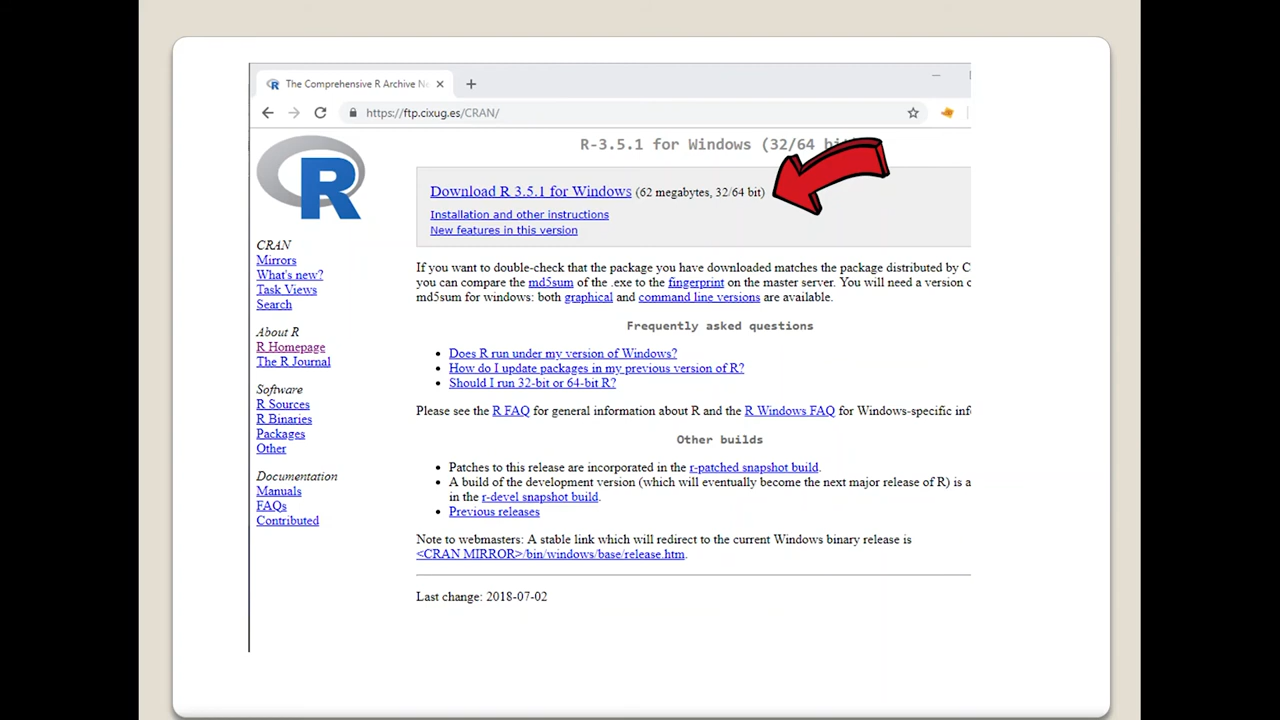 The Comprehensive R Archive Ne
https://ftp.cixug.es/CRAN/
R-3.5.1 for Windows (32/64 bit)
R
Download R 3.5.1 for Windows (62 megabytes, 32/64 bit)
Installation and other instructions
New features in this version
CRAN
Mirrors
What's new?
Task Views
Search
About R
R Homepage
The R Journal
Software
R Sources
R Binaries
Packages
Other
Documentation
Manuals
FAQs
Contributed
If you want to double-check that the package you have downloaded matches the package distributed by C
you can compare the md5sum of the .exe to the fingerprint on the master server. You will need a version o
md5sum for windows: both graphical and command line versions are available.
Frequently asked questions
• Does R run under my version of Windows?
• How do I update packages in my previous version of R?
• Should I run 32-bit or 64-bit R?
Please see the R FAQ for general information about R and the R Windows FAQ for Windows-specific inf
Other builds
• Patches to this release are incorporated in the r-patched snapshot build.
• A build of the development version (which will eventually become the next major release of R) is a
in the r-devel snapshot build.
• Previous releases
Note to webmasters: A stable link which will redirect to the current Windows binary release is
<CRAN MIRROR>/bin/windows/base/release.htm.
Last change: 2018-07-02